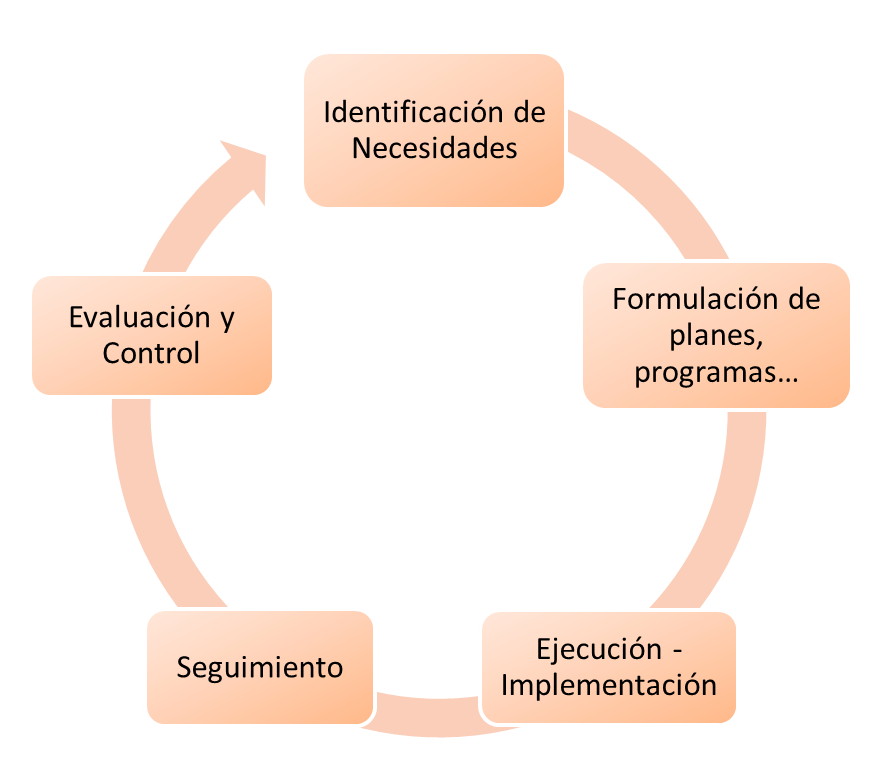 Identificación de
Necesidades
Formulación de
planes,
programas...
Ejecución -
Implementación
Seguimiento
Evaluación y
Control